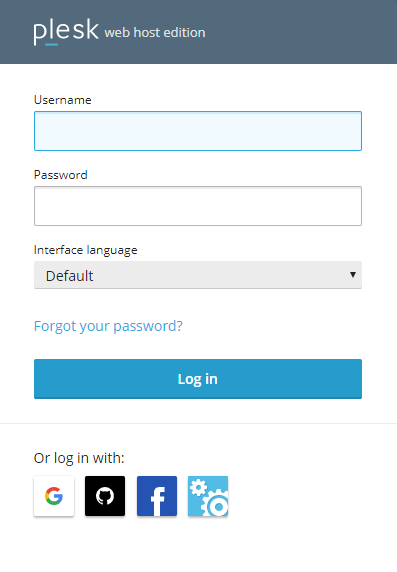 plesk web host edition
Username
Password
Interface language
Default
Forgot your password?
Log in
Or log in with: